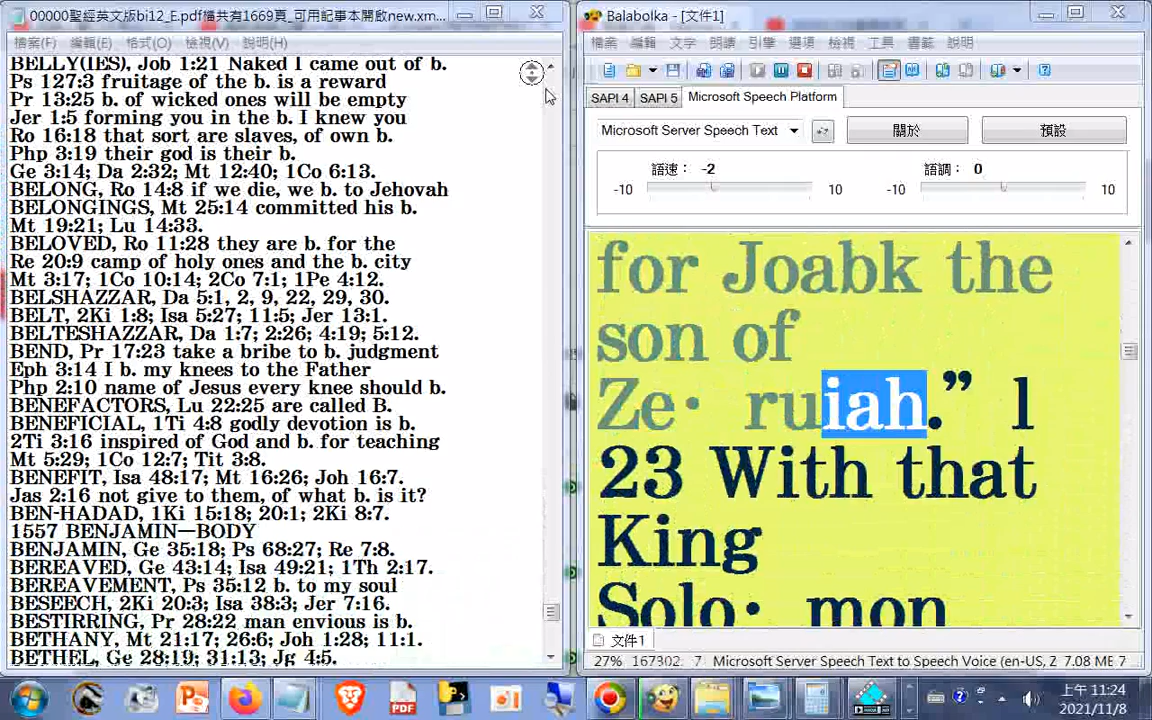 00000聖經英文版bi12_E.pdf檔共有1669頁_可用記事本開啟new.xm...
檔案(F) 編輯(E) 格式(O) 檢視(V) 說明(H)
BELLY(IES), Job 1:21 Naked I came out of b.
Ps 127:3 fruitage of the b. is a reward
Pr 13:25 b. of wicked ones will be empty
Jer 1:5 forming you in the b. I knew you
Ro 16:18 that sort are slaves, of own b.
Php 3:19 their god is their b.
Ge 3:14; Da 2:32; Mt 12:40; 1Co 6:13.
BELONG, Ro 14:8 if we die, we b. to Jehovah
BELONGINGS, Mt 25:14 committed his b.
Mt 19:21; Lu 14:33.
BELOVED, Ro 11:28 they are b. for the
Re 20:9 camp of holy ones and the b. city
Mt 3:17; 1Co 10:14; 2Co 7:1; 1Pe 4:12.
BELSHAZZAR, Da 5:1, 2, 9, 22, 29, 30.
BELT, 2Ki 1:8; Isa 5:27; 11:5; Jer 13:1.
BELTESHAZZAR, Da 1:7; 2:26; 4:19; 5:12.
BEND, Pr 17:23 take a bribe to b. judgment
Eph 3:14 I b. my knees to the Father
Php 2:10 name of Jesus every knee should b.
BENEFACTORS, Lu 22:25 are called B.
BENEFICIAL, 1Ti 4:8 godly devotion is b.
2Ti 3:16 inspired of God and b. for teaching
Mt 5:29; 1Co 12:7; Tit 3:8.
BENEFIT, Isa 48:17; Mt 16:26; Joh 16:7.
Jas 2:16 not give to them, of what b. is it?
BEN-HADAD, 1Ki 15:18; 20:1; 2Ki 8:7.
1557 BENJAMIN—BODY
BENJAMIN, Ge 35:18; Ps 68:27; Re 7:8.
BEREAVED, Ge 43:14; Isa 49:21; 1Th 2:17.
BEREAVEMENT, Ps 35:12 b. to my soul
BESEECH, 2Ki 20:3; Isa 38:3; Jer 7:16.
BESTIRRING, Pr 28:22 man envious is b.
BETHANY, Mt 21:17; 26:6; Joh 1:28; 11:1.
BETHEL, Ge 28:19; 31:13; Jg 4:5.
Balabolka - [文件1]
檔案 編輯 文字 朗讀 引擎 選項 檢視 工具 書籤 說明
SAPI 4 SAPI 5 Microsoft Speech Platform
Microsoft Server Speech Text 關於 預設
語速： -2 語調： 0
-10 10 -10 10
for Joabk the
son of
Ze· ruiah.” l
23 With that
King
Solo· mon
文件1
27% 167302. 7 Microsoft Server Speech Text to Speech Voice (en-US, Z 7.08 ME 7
上午 11:24
2021/11/8